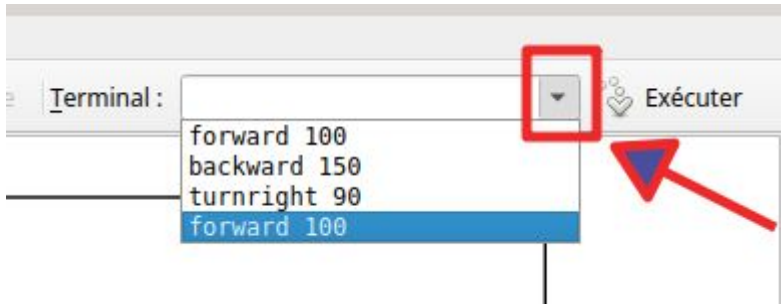 Terminal : Exécuter
forward 100
backward 150
turnright 90
forward 100